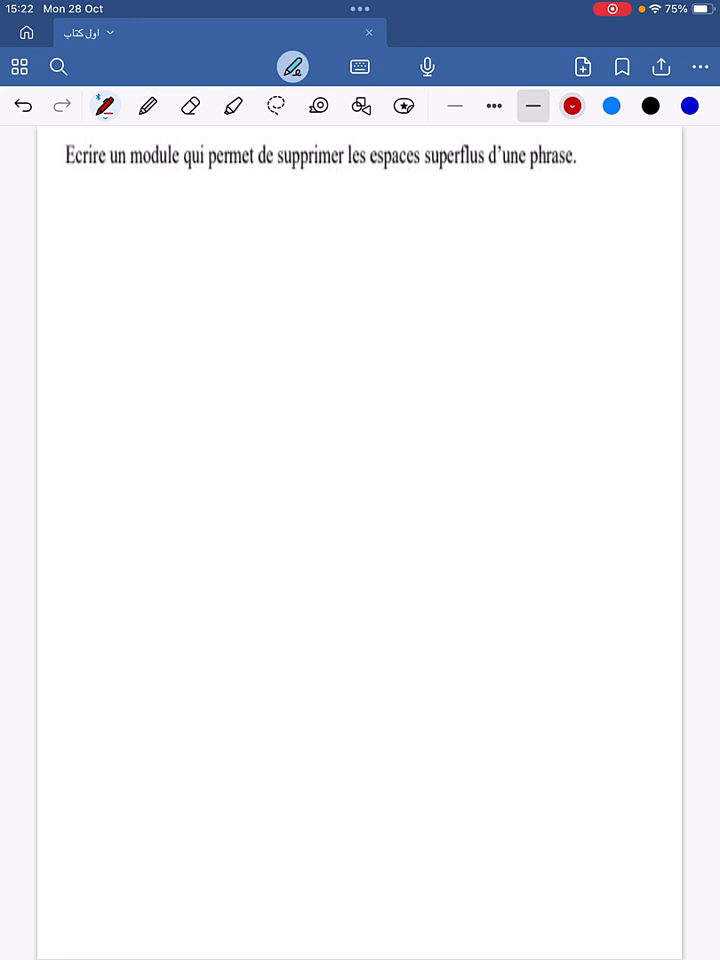 15:22 Mon 28 Oct 75%
اول کتاب
Ecrire un module qui permet de supprimer les espaces superflus d’une phrase.